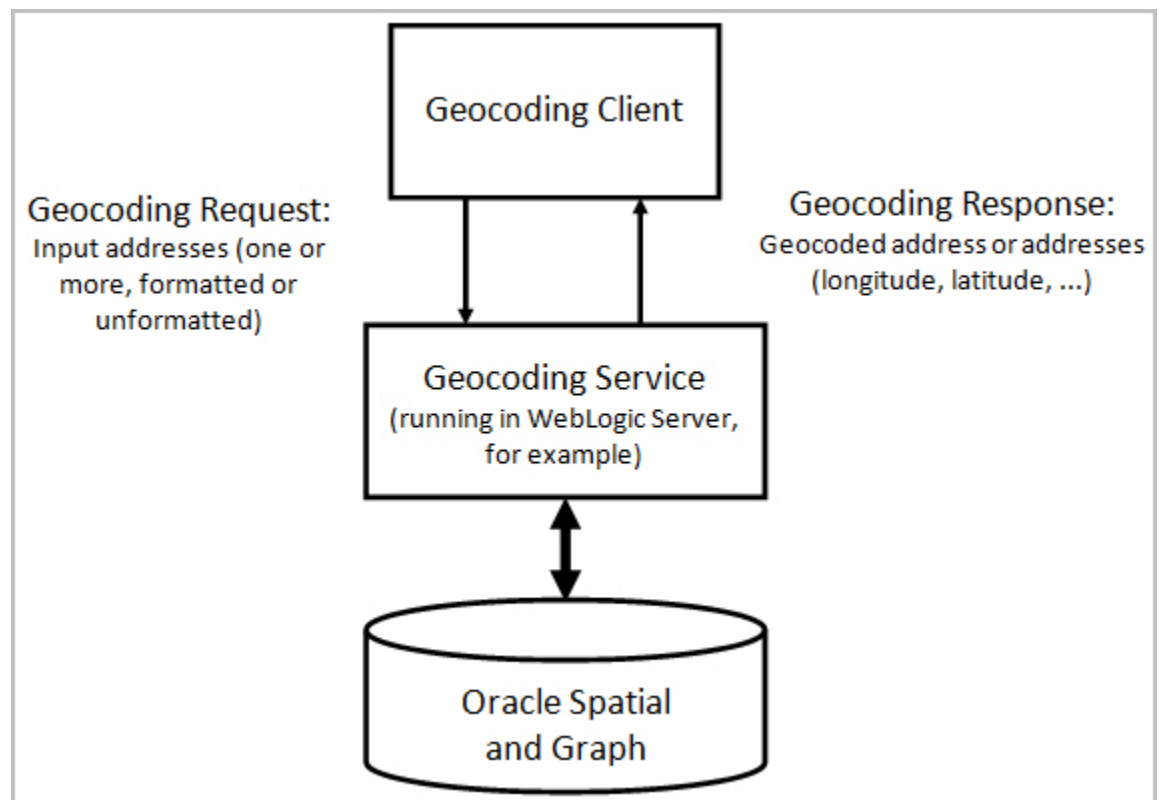 Geocoding Client
Geocoding Request:
Input addresses (one or
more, formatted or
unformatted)
Geocoding Response:
Geocoded address or addresses
(longitude, latitude, ...)
Geocoding Service
(running in WebLogic Server,
for example)
Oracle Spatial
and Graph